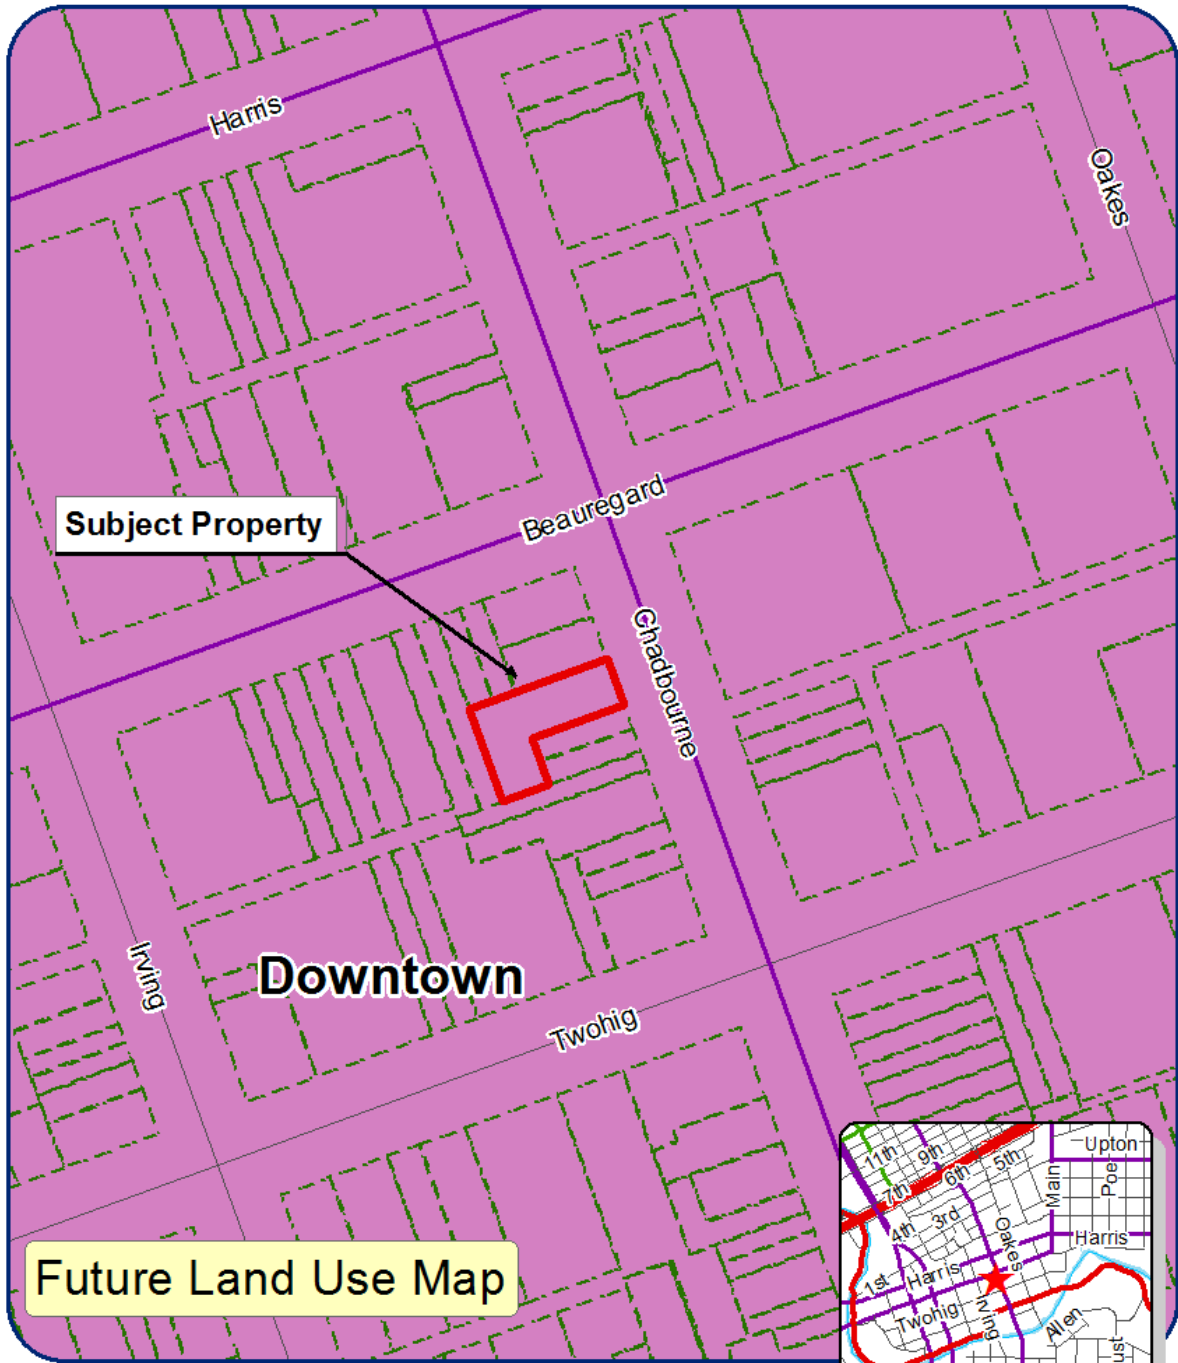 Harris
Oakes
Subject Property
Beauregard
Chadbourne
Irving
Downtown
Twohig
Future Land Use Map
11th
9th
5th
Upton
7th
6th
Main
Poe
4th
3rd
Oakes
Harris
1st
Harris
Twohig
Irving
Allen